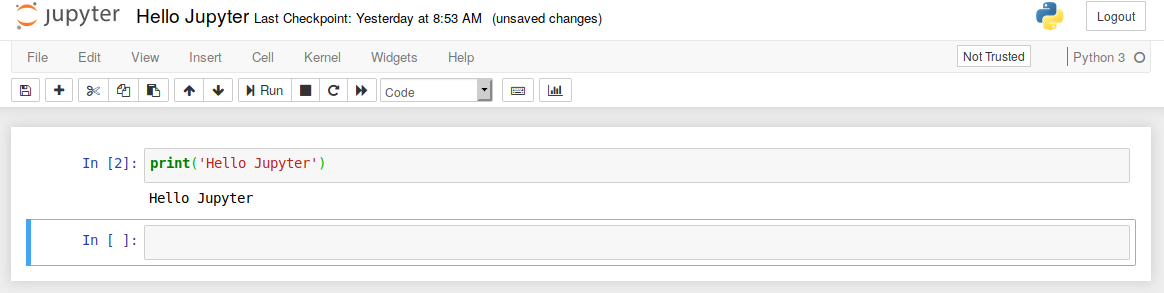 jupyter Hello Jupyter Last Checkpoint: Yesterday at 8:53 AM (unsaved changes) Logout
File Edit View Insert Cell Kernel Widgets Help Not Trusted Python 3
Run Code
In [2]: print('Hello Jupyter')
Hello Jupyter
In [ ]: